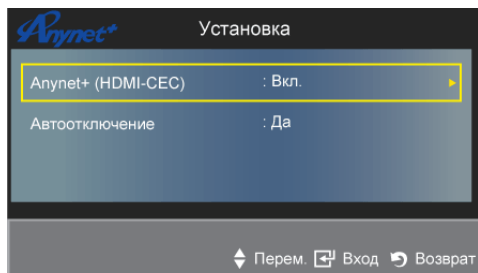 Anynet+ Установка
Anynet+ (HDMI-CEC) : Вкл.
Автоотключение : Да
Перем. Вход Возврат